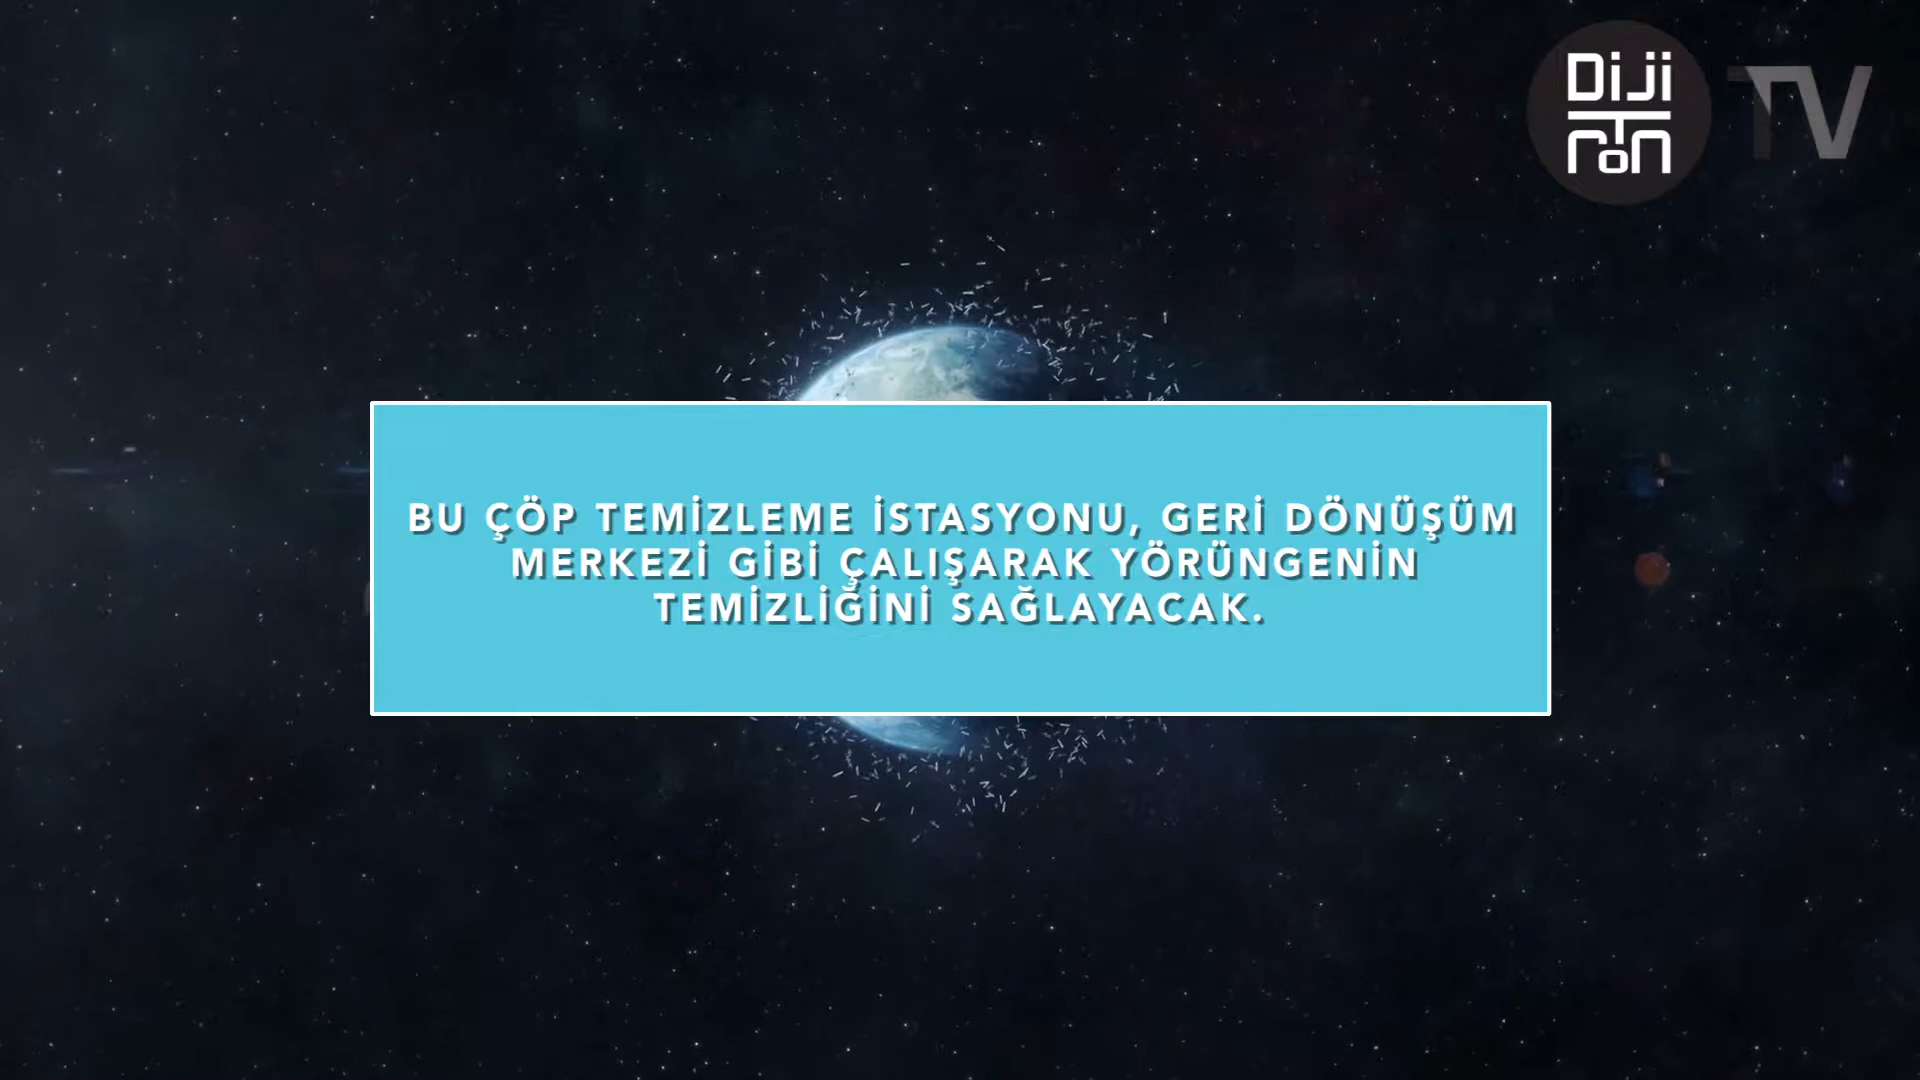 DiJi
TRON
TV
BU ÇÖP TEMİZLEME İSTASYONU, GERİ DÖNÜŞÜM
MERKEZİ GİBİ ÇALIŞARAK YÖRÜNGENİN
TEMİZLİĞİNİ SAĞLAYACAK.